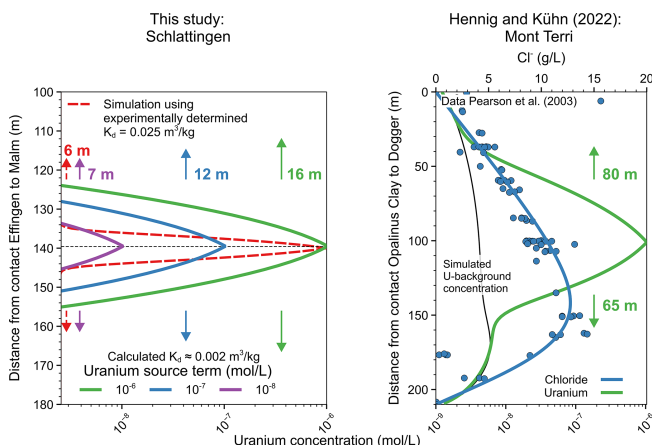 This study:
Schlattingen
Hennig and Kühn (2022):
Mont Terri
Cl⁻ (g/L)
0 5 10 15 20
Data Pearson et al. (2003)
Distance from contact Effingen to Malm (m)
100
110
120
130
140
150
160
170
180
Simulation using
experimentally determined
K_d = 0.025 m³/kg
6 m
7 m
12 m
16 m
Calculated K_d ≈ 0.002 m³/kg
Uranium source term (mol/L)
10⁻⁶ 10⁻⁷ 10⁻⁸
10⁻⁸ 10⁻⁷ 10⁻⁶
Distance from contact Opalinus Clay to Dogger (m)
0
50
100
150
200
80 m
Simulated
U-background
concentration
65 m
Chloride
Uranium
10⁻⁹ 10⁻⁸ 10⁻⁷ 10⁻⁶
Uranium concentration (mol/L)